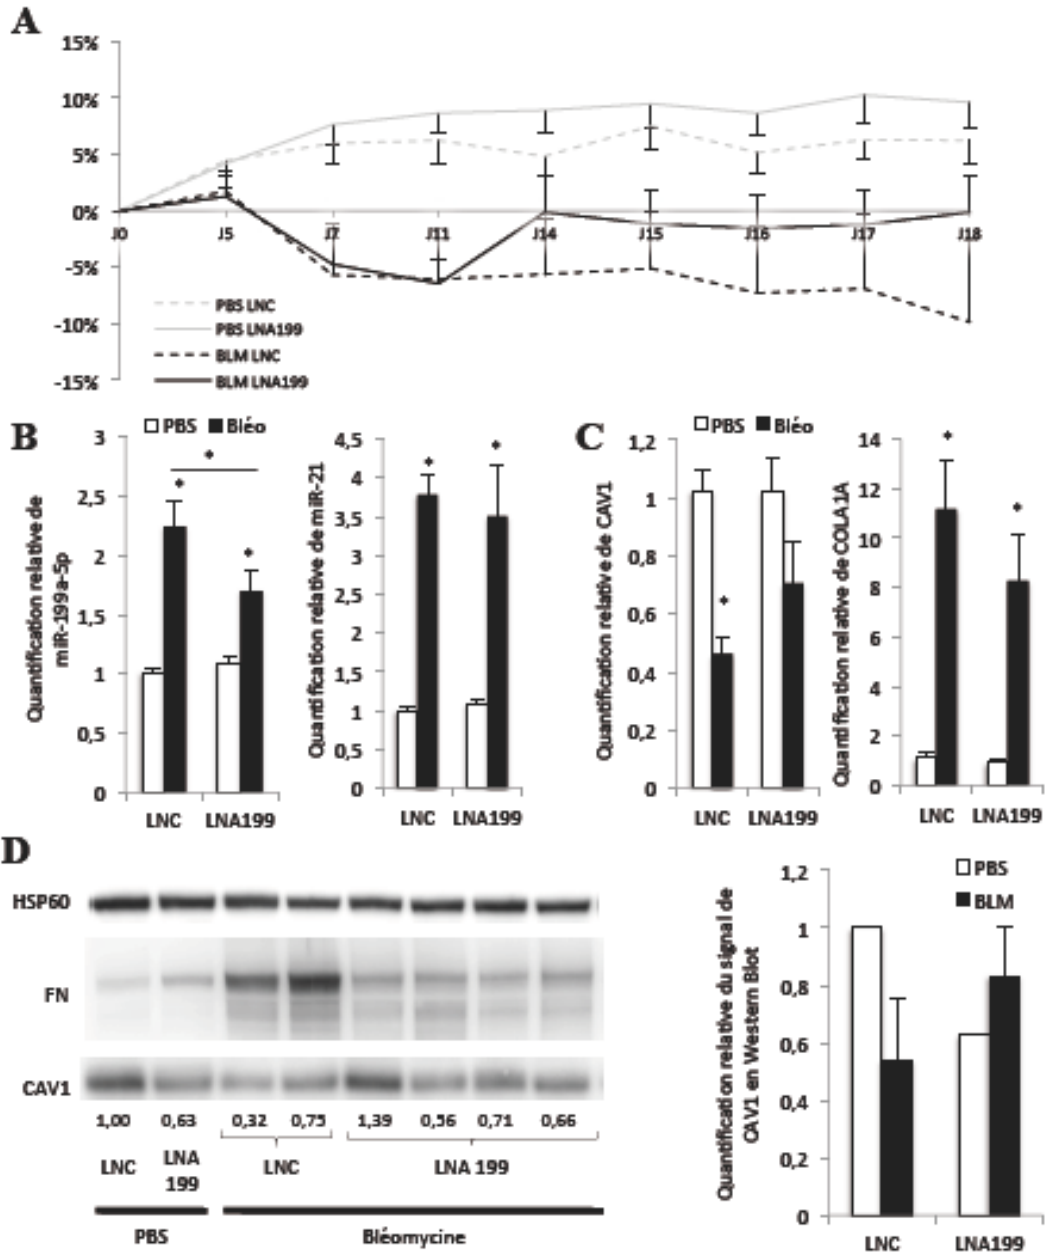 A
15%
10%
5%
0%
-5%
-10%
-15%
J0 J5 J7 J11 J14 J15 J16 J17 J18
PBS LNC
PBS LNA199
BLM LNC
BLM LNA199
B
PBS Bléo
Quantification relative de
miR-199a-5p
3
2,5
2
1,5
1
0,5
0
*
*
*
LNC LNA199
Quantification relative de miR-21
4,5
4
3,5
3
2,5
2
1,5
1
0,5
0
*
*
LNC LNA199
C
PBS Bléo
Quantification relative de CAV1
1,2
1
0,8
0,6
0,4
0,2
0
*
LNC LNA199
Quantification relative de COLA1A
14
12
10
8
6
4
2
0
*
*
LNC LNA199
D
HSP60
FN
CAV1
1,00 0,63 0,32 0,75 1,39 0,56 0,71 0,66
LNC LNA 199 LNC LNA 199
PBS Bléomycine
PBS
BLM
Quantification relative du signal de
CAV1 en Western Blot
1,2
1
0,8
0,6
0,4
0,2
0
LNC LNA199